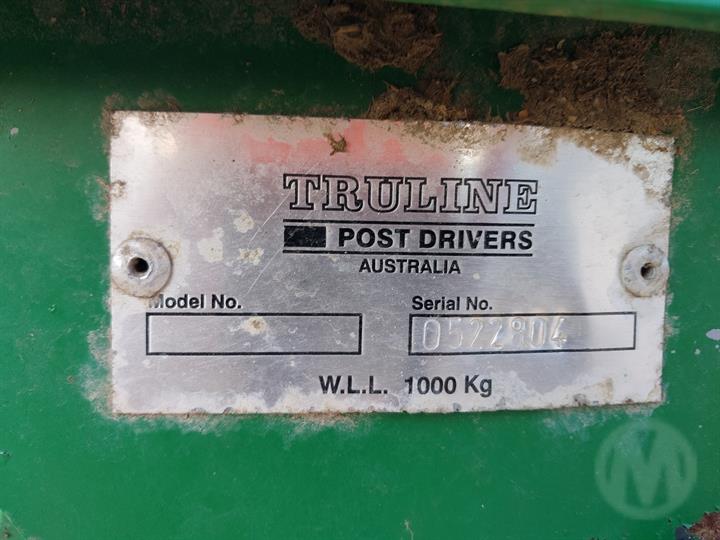 TRULINE
POST DRIVERS
AUSTRALIA
Model No.
Serial No.
0522804
W.L.L. 1000 Kg
M